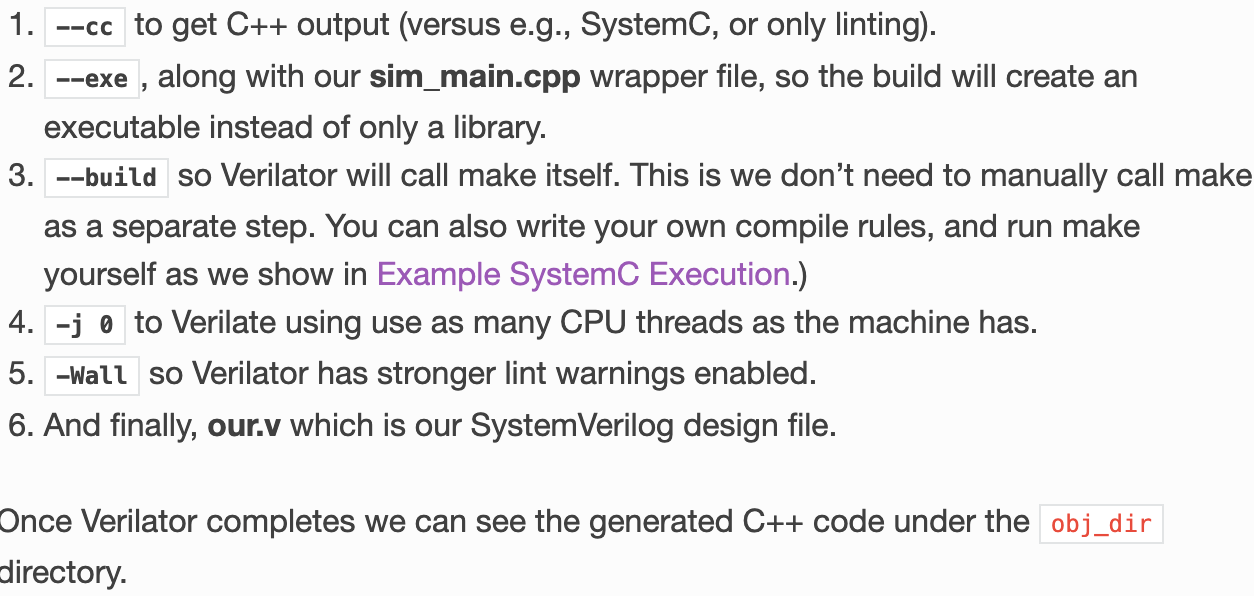 1. --cc to get C++ output (versus e.g., SystemC, or only linting).
2. --exe, along with our sim_main.cpp wrapper file, so the build will create an
executable instead of only a library.
3. --build so Verilator will call make itself. This is we don’t need to manually call make
as a separate step. You can also write your own compile rules, and run make
yourself as we show in Example SystemC Execution.)
4. -j 0 to Verilate using use as many CPU threads as the machine has.
5. -Wall so Verilator has stronger lint warnings enabled.
6. And finally, our.v which is our SystemVerilog design file.
Once Verilator completes we can see the generated C++ code under the obj_dir
directory.